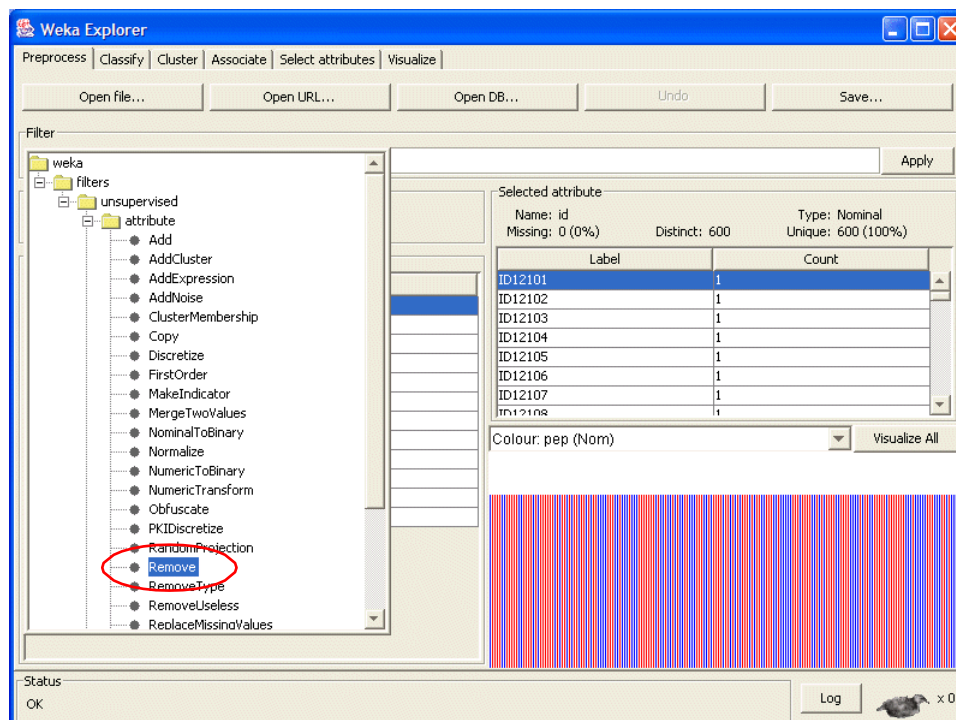 Weka Explorer
Preprocess Classify Cluster Associate Select attributes Visualize
Open file... Open URL... Open DB... Undo Save...
Filter
weka
filters
unsupervised
attribute
Add
AddCluster
AddExpression
AddNoise
ClusterMembership
Copy
Discretize
FirstOrder
MakeIndicator
MergeTwoValues
NominalToBinary
Normalize
NumericToBinary
NumericTransform
Obfuscate
PKIDiscretize
RandomProjection
Remove
RemoveType
RemoveUseless
ReplaceMissingValues
Apply
Selected attribute
Name: id Type: Nominal
Missing: 0 (0%) Distinct: 600 Unique: 600 (100%)
Label Count
ID12101 1
ID12102 1
ID12103 1
ID12104 1
ID12105 1
ID12106 1
ID12107 1
ID12108 1
Colour: pep (Nom) Visualize All
Status
OK
Log x 0